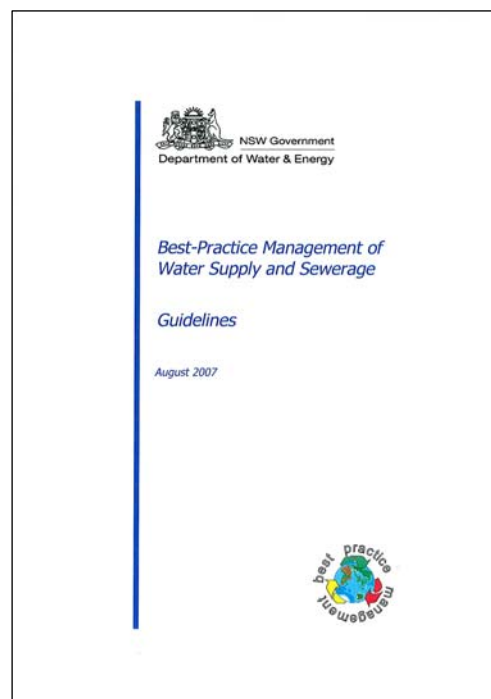 NSW Government
Department of Water & Energy
Best-Practice Management of
Water Supply and Sewerage
Guidelines
August 2007
best practice management